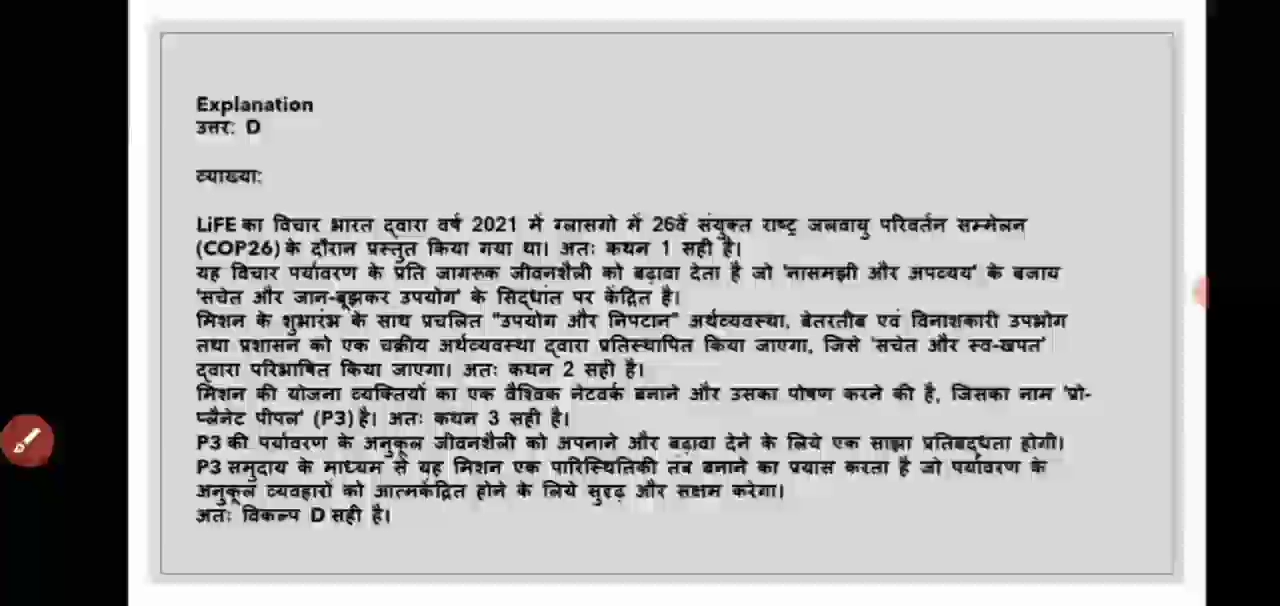 Explanation
उत्तर: D
व्याख्या:
LiFE का विचार भारत द्वारा वर्ष 2021 में ग्लासगो में 26वें संयुक्त राष्ट्र जलवायु परिवर्तन सम्मेलन
(COP26) के दौरान प्रस्तुत किया गया था। अतः कथन 1 सही है।
यह विचार पर्यावरण के प्रति जागरूक जीवनशैली को बढ़ावा देता है जो 'नासमझी और अपव्यय' के बजाय
'सचेत और जान-बूझकर उपयोग' के सिद्धांत पर केंद्रित है।
मिशन के शुभारंभ के साथ प्रचलित "उपयोग और निपटान" अर्थव्यवस्था, बेतरतीब एवं विनाशकारी उपभोग
तथा प्रशासन को एक चक्रीय अर्थव्यवस्था द्वारा प्रतिस्थापित किया जाएगा, जिसे 'सचेत और स्व-खपत'
द्वारा परिभाषित किया जाएगा। अतः कथन 2 सही है।
मिशन की योजना व्यक्तियों का एक वैश्विक नेटवर्क बनाने और उसका पोषण करने की है, जिसका नाम 'प्रो-
प्लैनेट पीपल' (P3) है। अतः कथन 3 सही है।
P3 की पर्यावरण के अनुकूल जीवनशैली को अपनाने और बढ़ावा देने के लिये एक साझा प्रतिबद्धता होगी।
P3 समुदाय के माध्यम से यह मिशन एक पारिस्थितिकी तंत्र बनाने का प्रयास करता है जो पर्यावरण के
अनुकूल व्यवहारों को आत्मकेंद्रित होने के लिये सुदृढ़ और सक्षम करेगा।
अतः विकल्प D सही है।